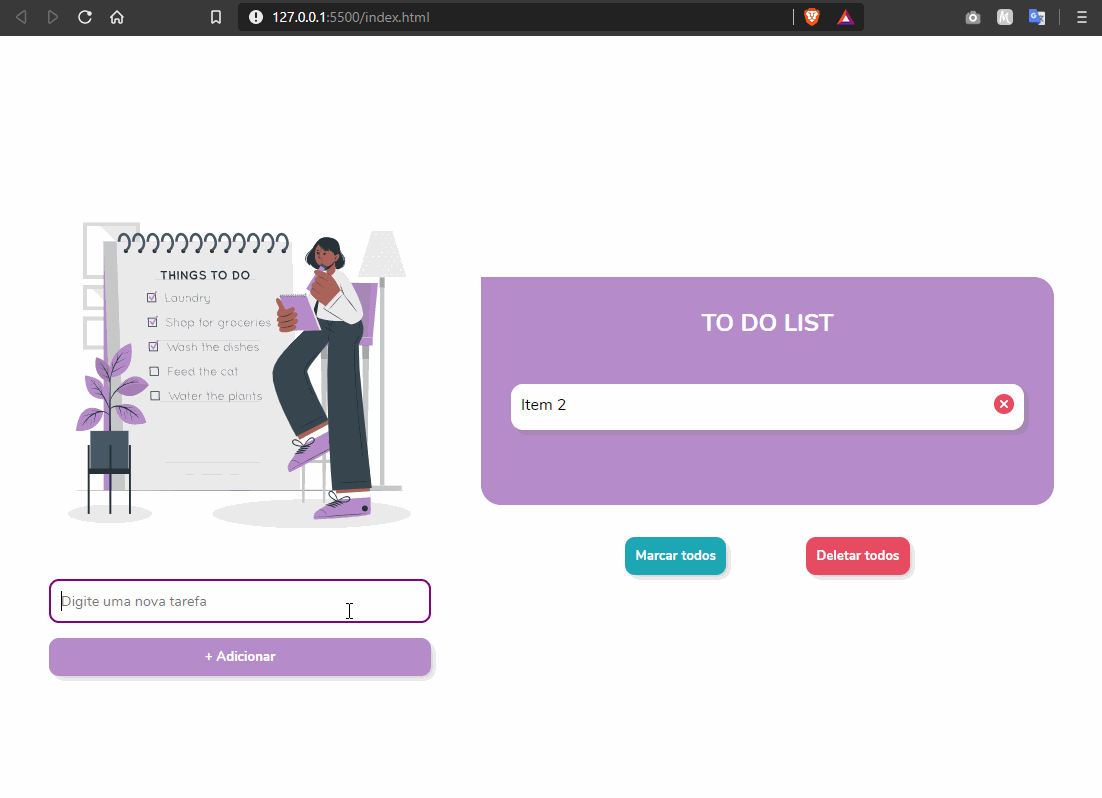 127.0.0.1:5500/index.html
THINGS TO DO
Laundry
Shop for groceries
Wash the dishes
Feed the cat
Water the plants
TO DO LIST
Item 2
Marcar todos
Deletar todos
Digite uma nova tarefa
+ Adicionar